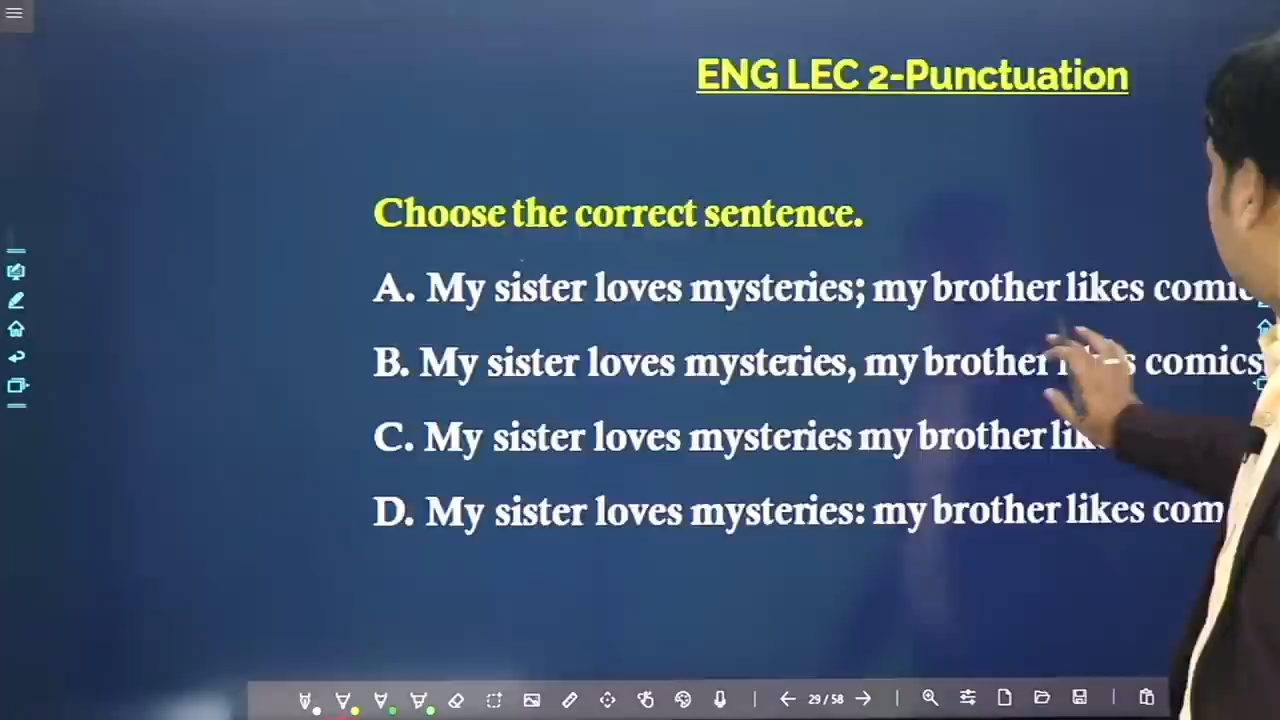 ENG LEC 2-Punctuation
Choose the correct sentence.
A. My sister loves mysteries; my brother likes
B. My sister loves mysteries, my brother comics
C. My sister loves mysteries my brother
D. My sister loves mysteries: my brother likes
29 / 58